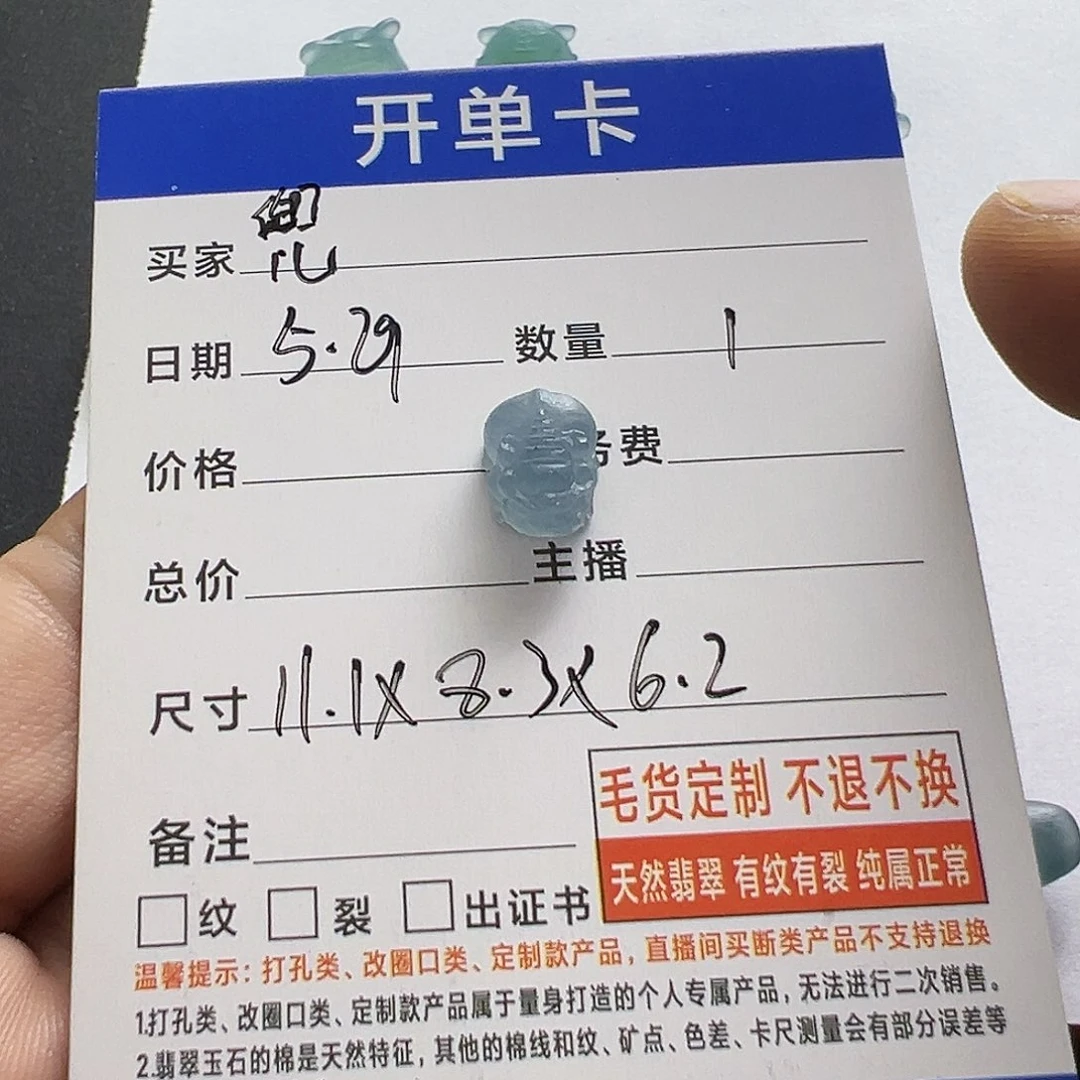 开单卡
买家
日期 5.29 数量 1
价格 务费
总价 主播
尺寸 11.1X8.3X6.2
毛货定制 不退不换
天然翡翠 有纹有裂 纯属正常
备注
纹 裂 出证书
温馨提示：打孔类、改圈口类、定制款产品，直播间买断类产品不支持退换
1.打孔类、改圈口类、定制款产品属于量身打造的个人专属产品，无法进行二次销售。
2.翡翠玉石的棉是天然特征，其他的棉线和纹、矿点、色差、卡尺测量会有部分误差等